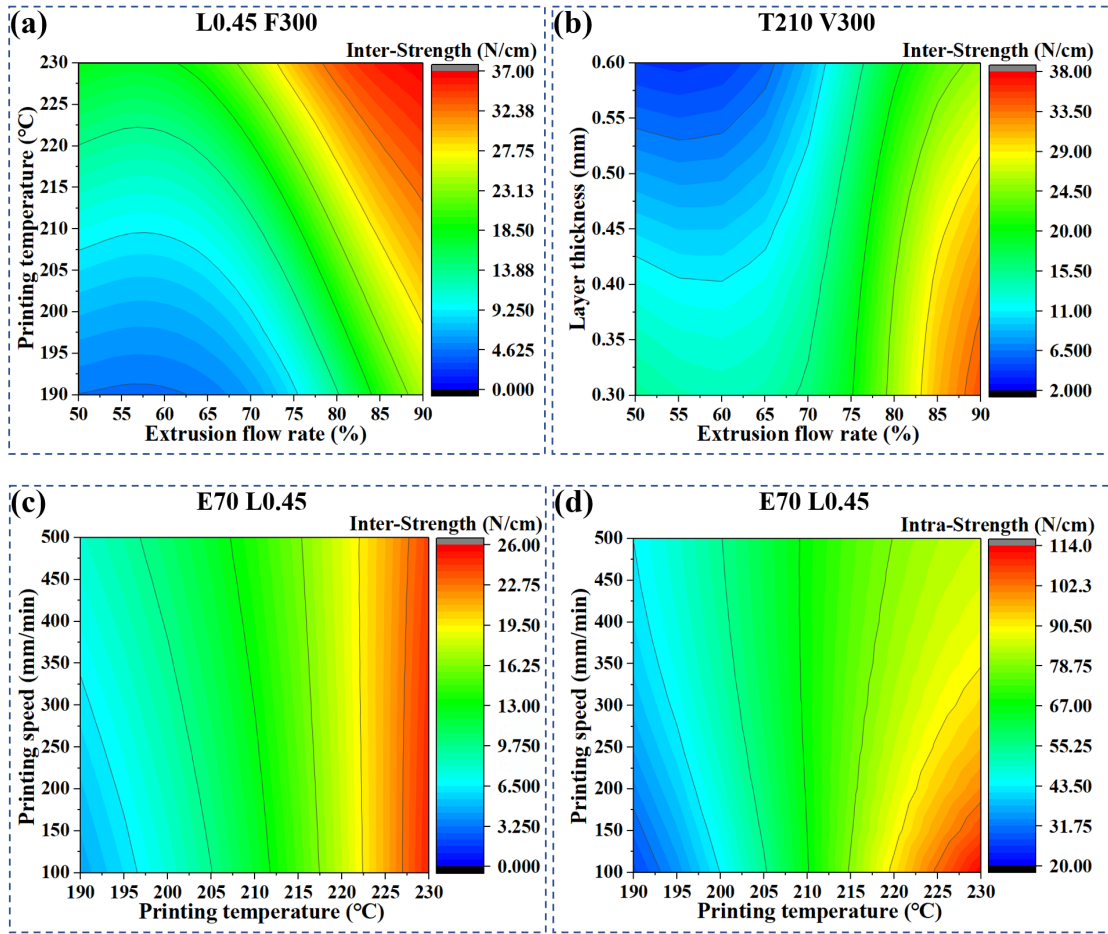 (a)
L0.45 F300
Inter-Strength (N/cm)
Printing temperature (℃)
230
225
220
215
210
205
200
195
190
50 55 60 65 70 75 80 85 90
Extrusion flow rate (%)
37.00
32.38
27.75
23.13
18.50
13.88
9.250
4.625
0.000
(b)
T210 V300
Inter-Strength (N/cm)
Layer thickness (mm)
0.60
0.50
0.45
0.40
0.35
0.30
50 55 60 65 70 75 80 85 90
Extrusion flow rate (%)
38.00
33.50
29.00
24.50
20.00
15.50
11.00
6.500
2.000
(c)
E70 L0.45
Inter-Strength (N/cm)
Printing speed (mm/min)
500
450
400
350
300
250
200
150
100
190 195 200 205 210 215 220 225 230
Printing temperature (℃)
26.00
22.75
19.50
16.25
13.00
9.750
6.500
3.250
0.000
(d)
E70 L0.45
Intra-Strength (N/cm)
Printing speed (mm/min)
500
450
400
350
300
250
200
150
100
190 195 200 205 210 215 220 225 230
Printing temperature (℃)
114.0
102.3
90.50
78.75
67.00
55.25
43.50
31.75
20.00